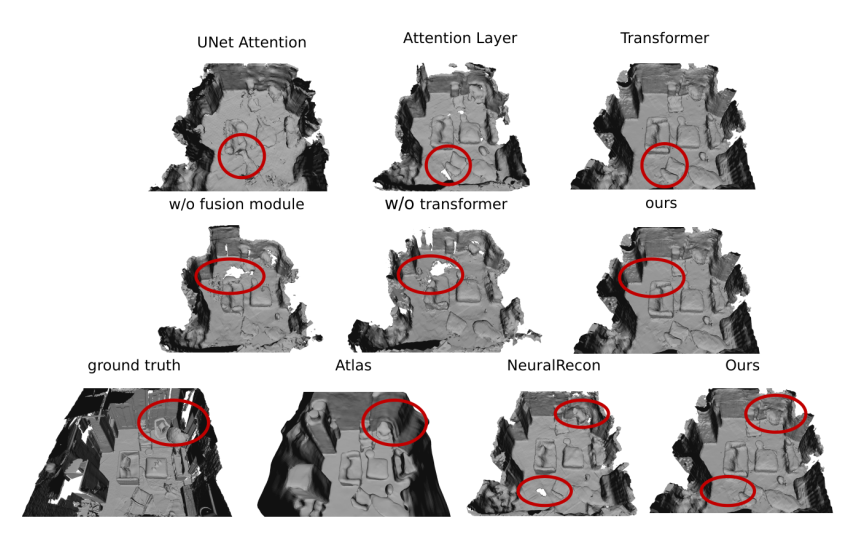 UNet Attention
Attention Layer
Transformer
w/o fusion module
w/o transformer
ours
ground truth
Atlas
NeuralRecon
Ours